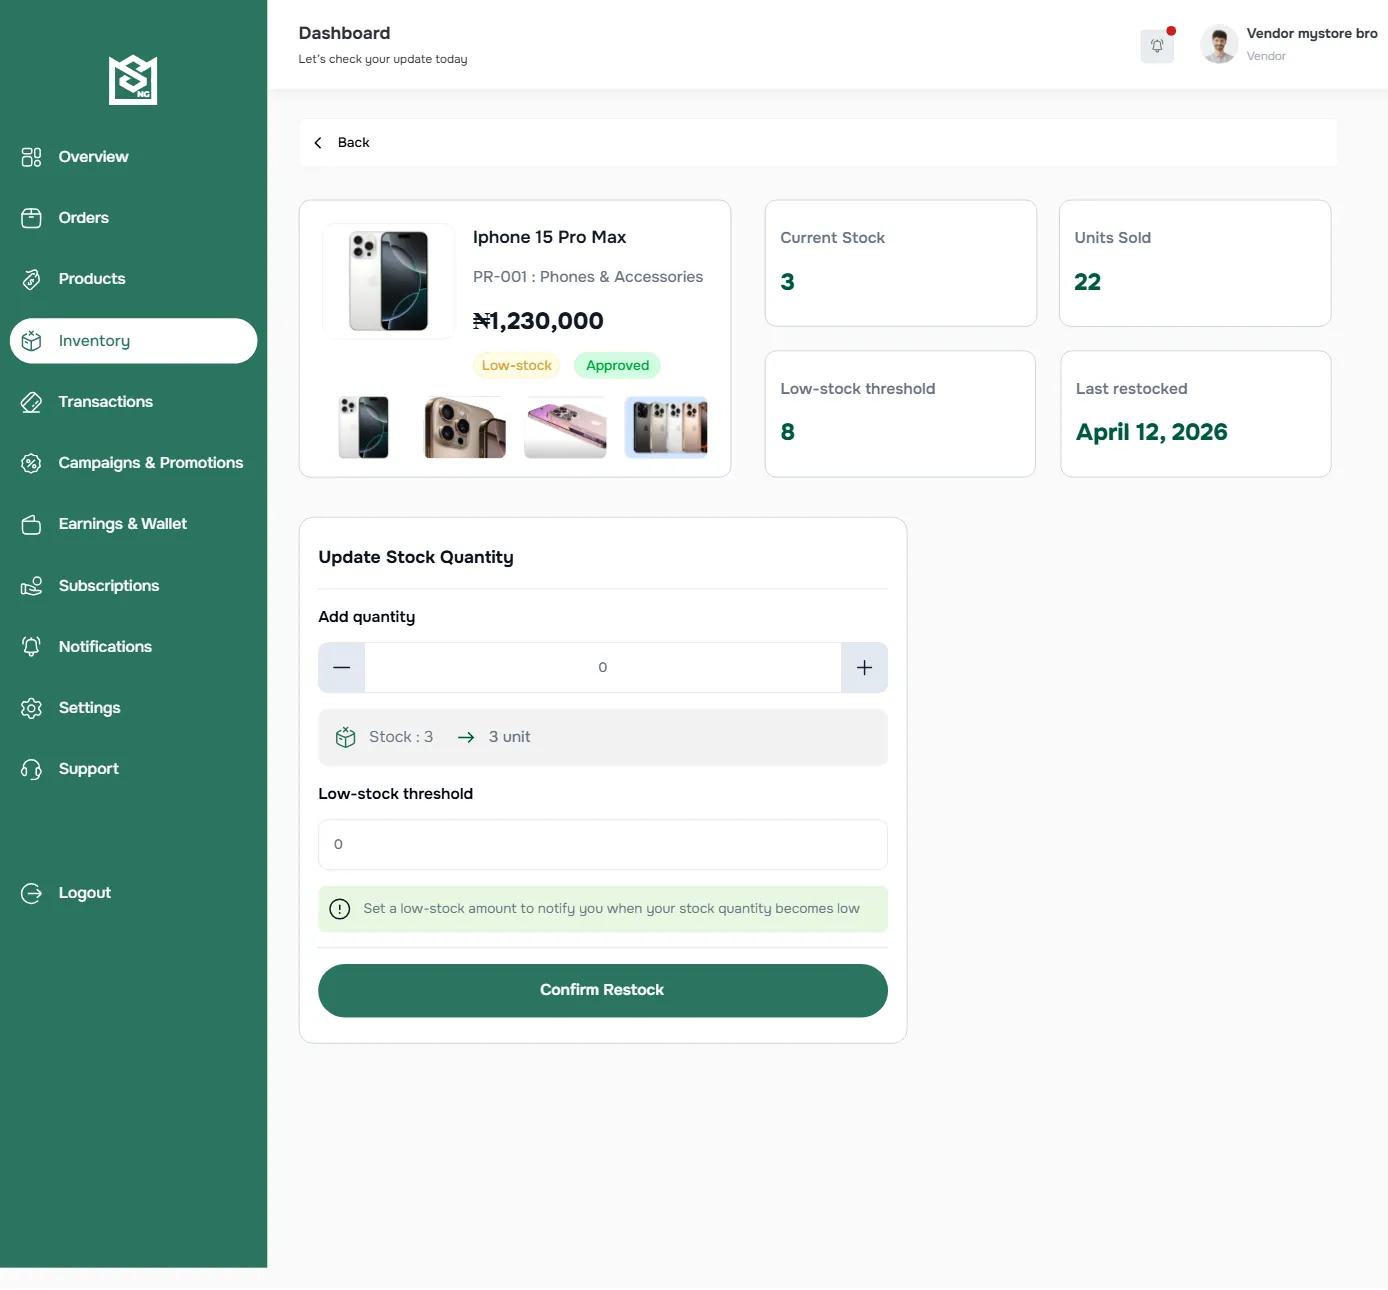 NG
Overview
Orders
Products
Inventory
Transactions
Campaigns & Promotions
Earnings & Wallet
Subscriptions
Notifications
Settings
Support
Logout
Dashboard
Let's check your update today
Vendor mystore bro
Vendor
Back
Iphone 15 Pro Max
PR-001 : Phones & Accessories
₦1,230,000
Low-stock
Approved
Current Stock
3
Units Sold
22
Low-stock threshold
8
Last restocked
April 12, 2026
Update Stock Quantity
Add quantity
0
Stock : 3 → 3 unit
Low-stock threshold
0
Set a low-stock amount to notify you when your stock quantity becomes low
Confirm Restock